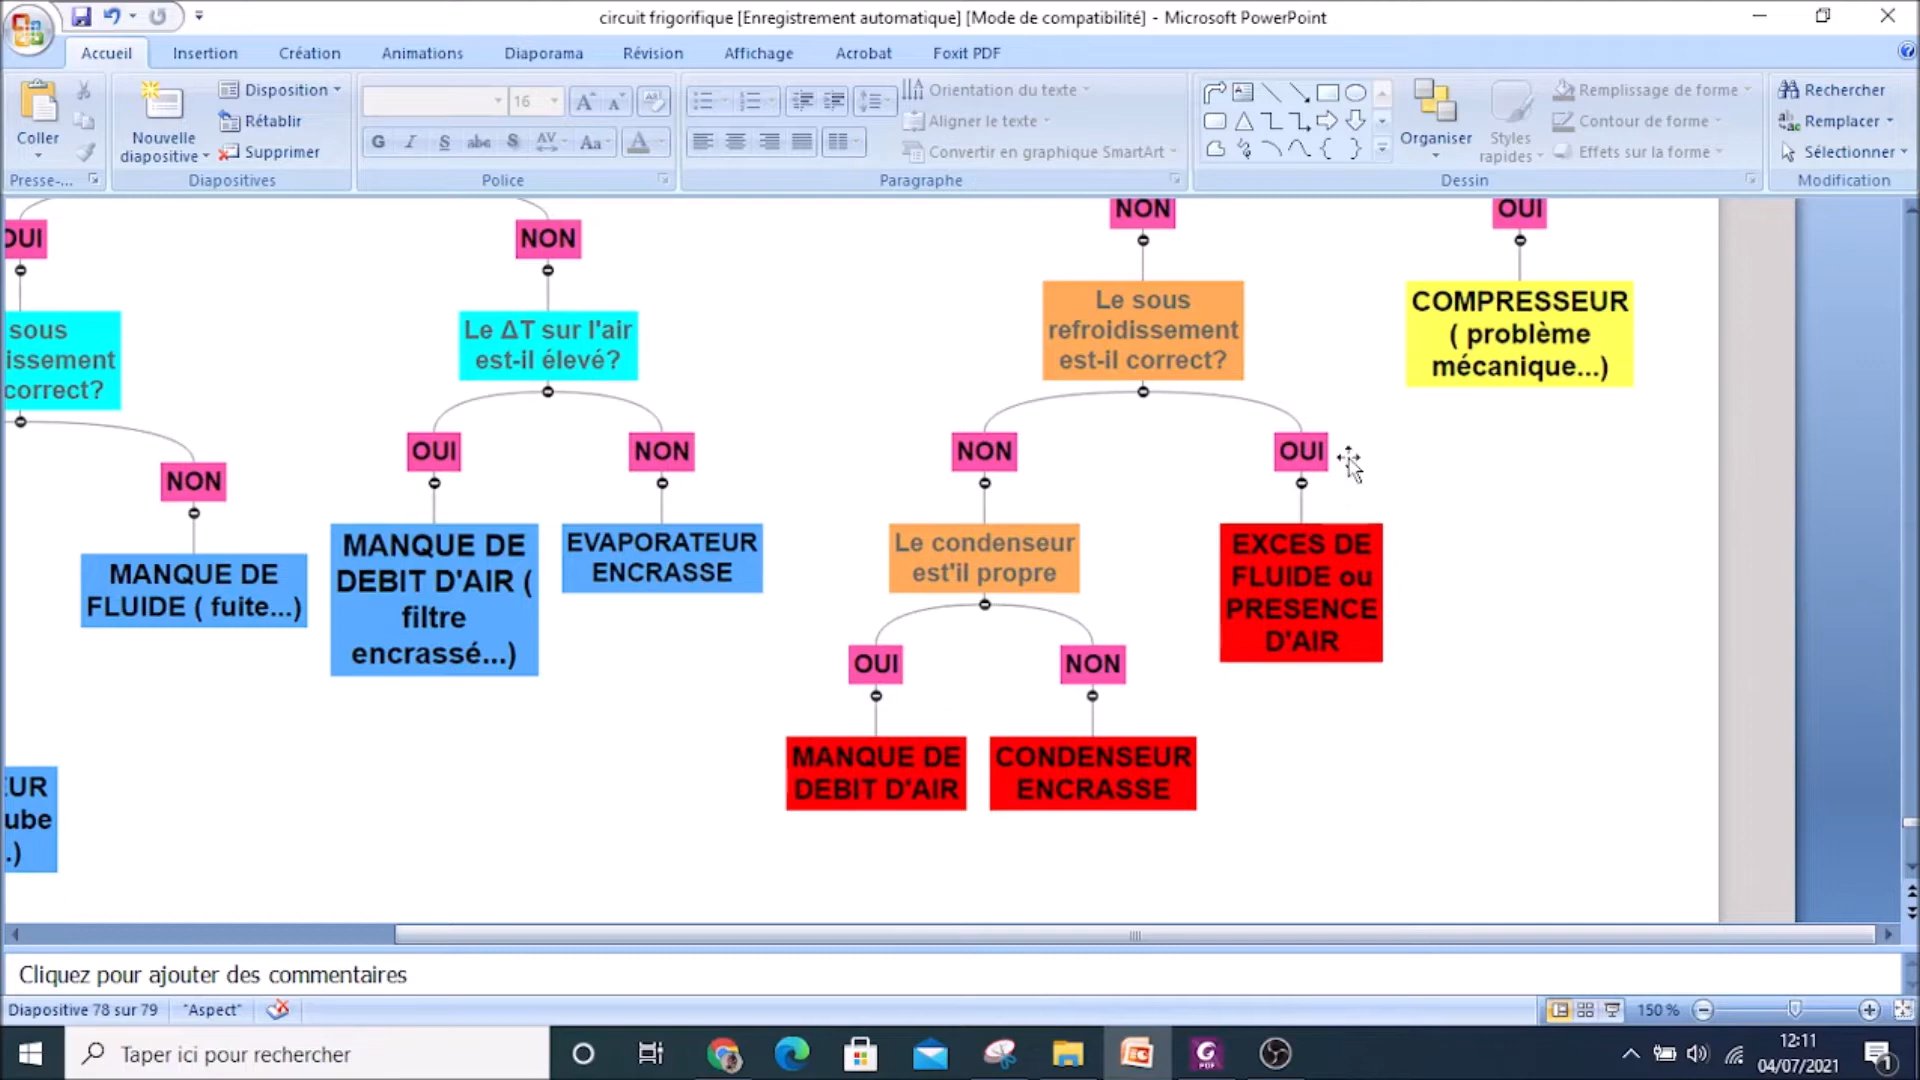 circuit frigorifique [Enregistrement automatique] [Mode de compatibilité] - Microsoft PowerPoint
Accueil
Insertion
Création
Animations
Diaporama
Révision
Affichage
Acrobat
Foxit PDF
Coller
Nouvelle
diapositive
Disposition
Rétablir
Supprimer
16
G
I
S
abc
S
AV
Aa
A
Orientation du texte
Aligner le texte
Convertir en graphique SmartArt
Organiser
Styles
rapides
Remplissage de forme
Contour de forme
Effets sur la forme
Rechercher
Remplacer
Sélectionner
Presse-...
Diapositives
Police
Paragraphe
Dessin
Modification
OUI
NON
NON
OUI
sous
issement
correct?
Le ΔT sur l'air
est-il élevé?
Le sous
refroidissement
est-il correct?
COMPRESSEUR
( problème
mécanique...)
NON
OUI
NON
NON
OUI
MANQUE DE
FLUIDE ( fuite...)
MANQUE DE
DEBIT D'AIR (
filtre
encrassé...)
EVAPORATEUR
ENCRASSE
Le condenseur
est'il propre
EXCES DE
FLUIDE ou
PRESENCE
D'AIR
OUI
NON
MANQUE DE
DEBIT D'AIR
CONDENSEUR
ENCRASSE
EUR
ube
.)
Cliquez pour ajouter des commentaires
Diapositive 78 sur 79
"Aspect"
150 %
Taper ici pour rechercher
12:11
04/07/2021
1